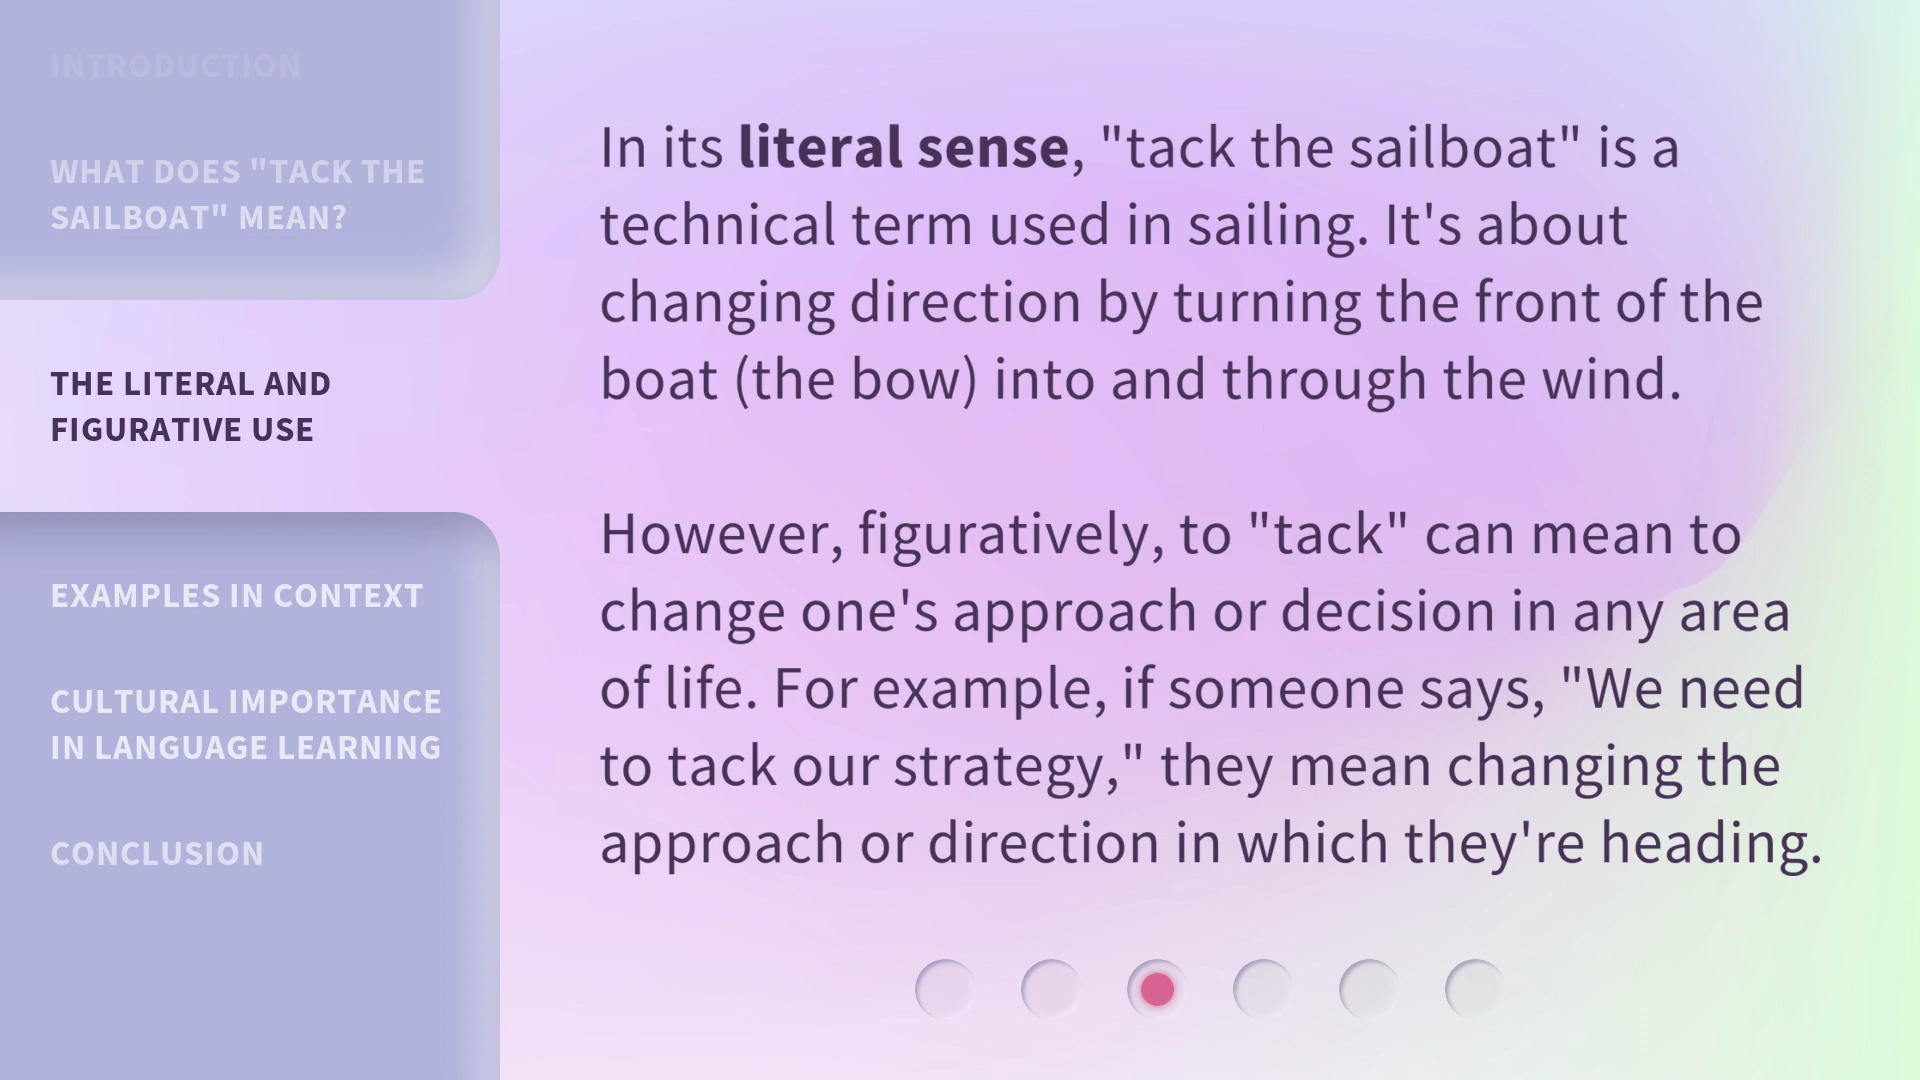 INTRODUCTION
WHAT DOES "TACK THE
SAILBOAT" MEAN?
THE LITERAL AND
FIGURATIVE USE
EXAMPLES IN CONTEXT
CULTURAL IMPORTANCE
IN LANGUAGE LEARNING
CONCLUSION
In its literal sense, "tack the sailboat" is a
technical term used in sailing. It's about
changing direction by turning the front of the
boat (the bow) into and through the wind.
However, figuratively, to "tack" can mean to
change one's approach or decision in any area
of life. For example, if someone says, "We need
to tack our strategy," they mean changing the
approach or direction in which they're heading.